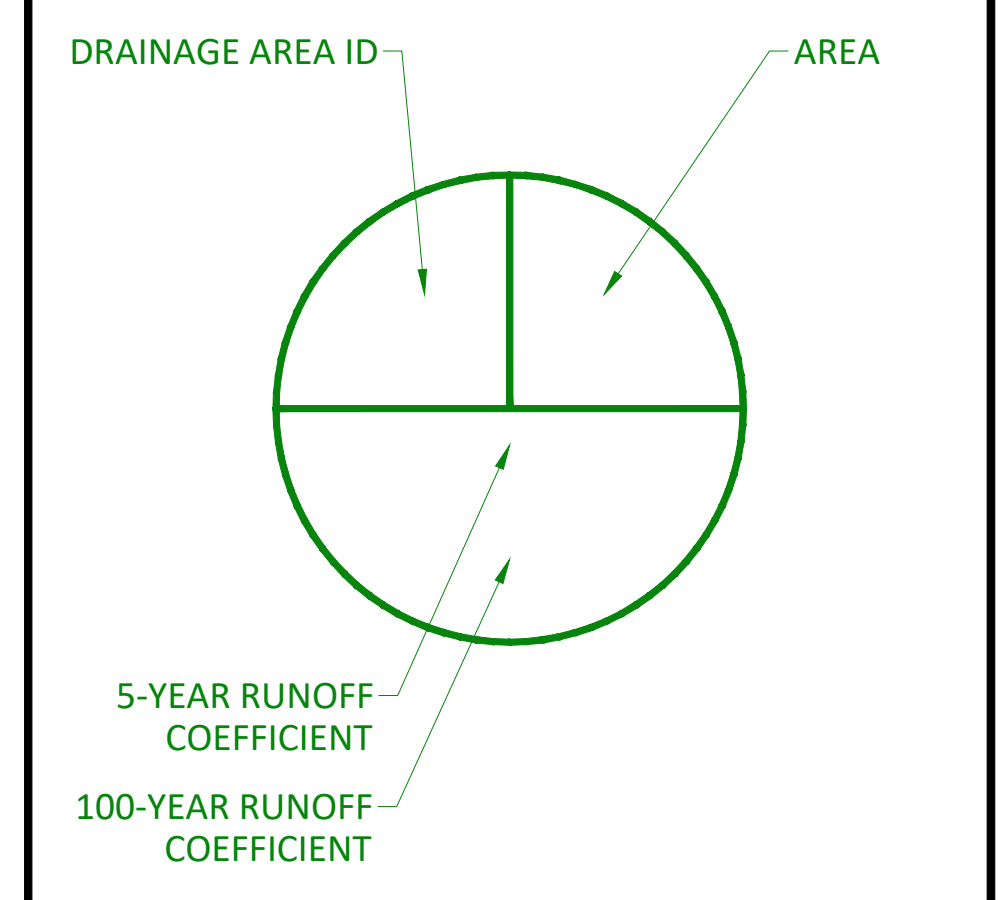 DRAINAGE AREA ID
AREA
5-YEAR RUNOFF
COEFFICIENT
100-YEAR RUNOFF
COEFFICIENT